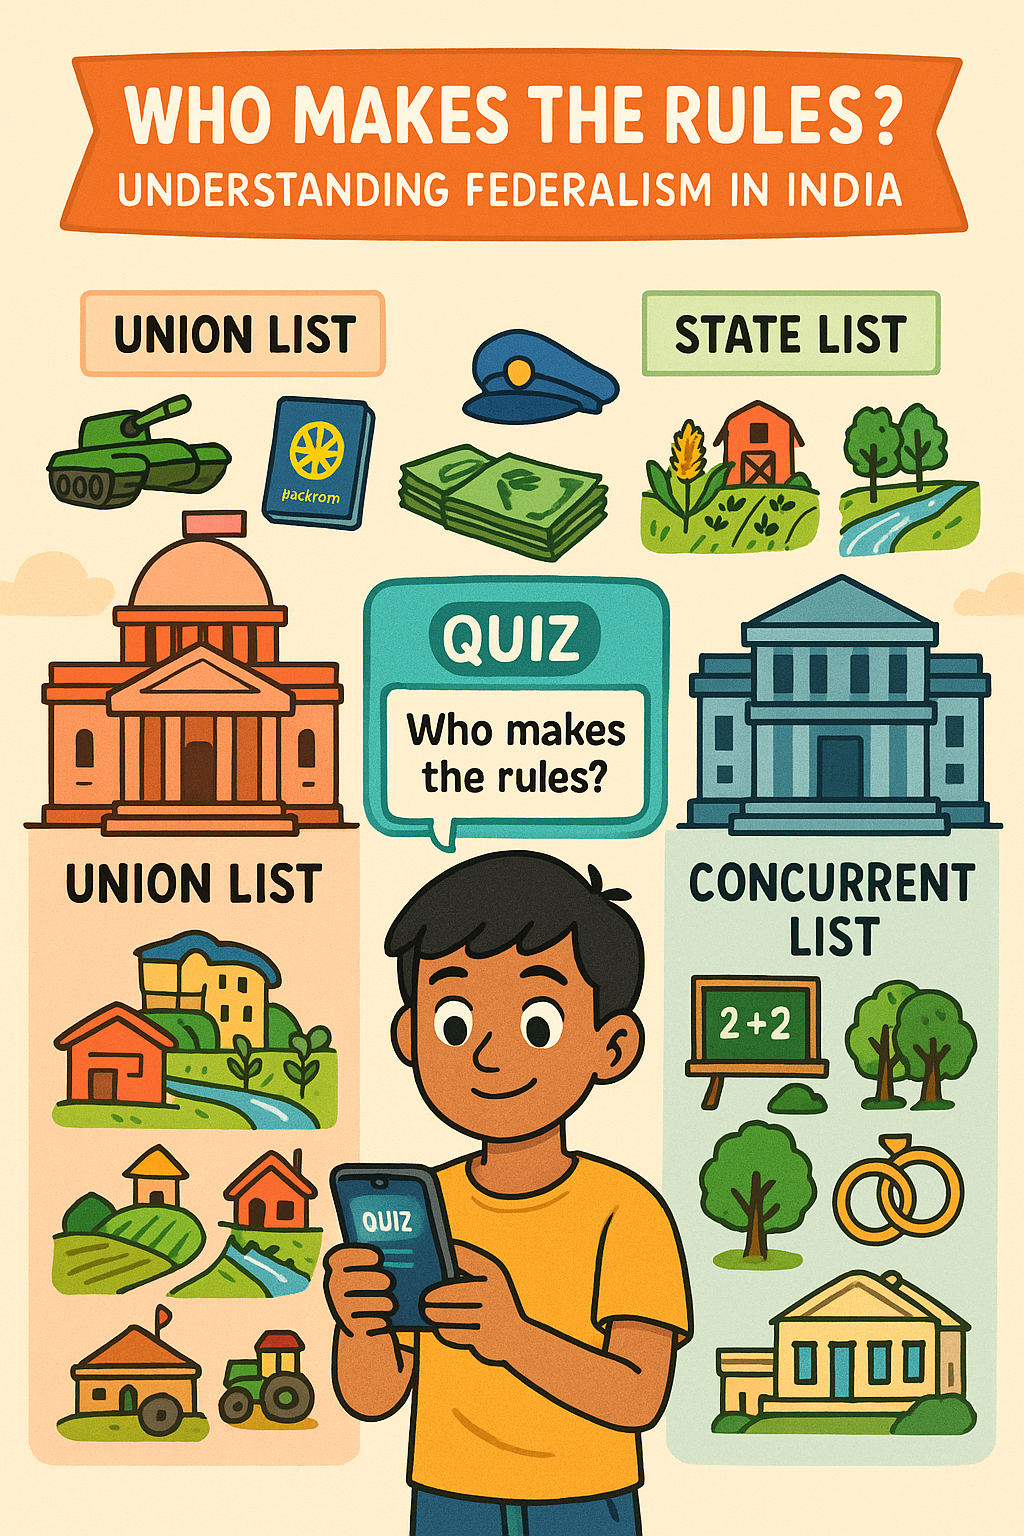 WHO MAKES THE RULES?
UNDERSTANDING FEDERALISM IN INDIA
UNION LIST
STATE LIST
packrom
QUIZ
Who makes
the rules?
UNION LIST
CONCURRENT
LIST
2+2
QUIZ